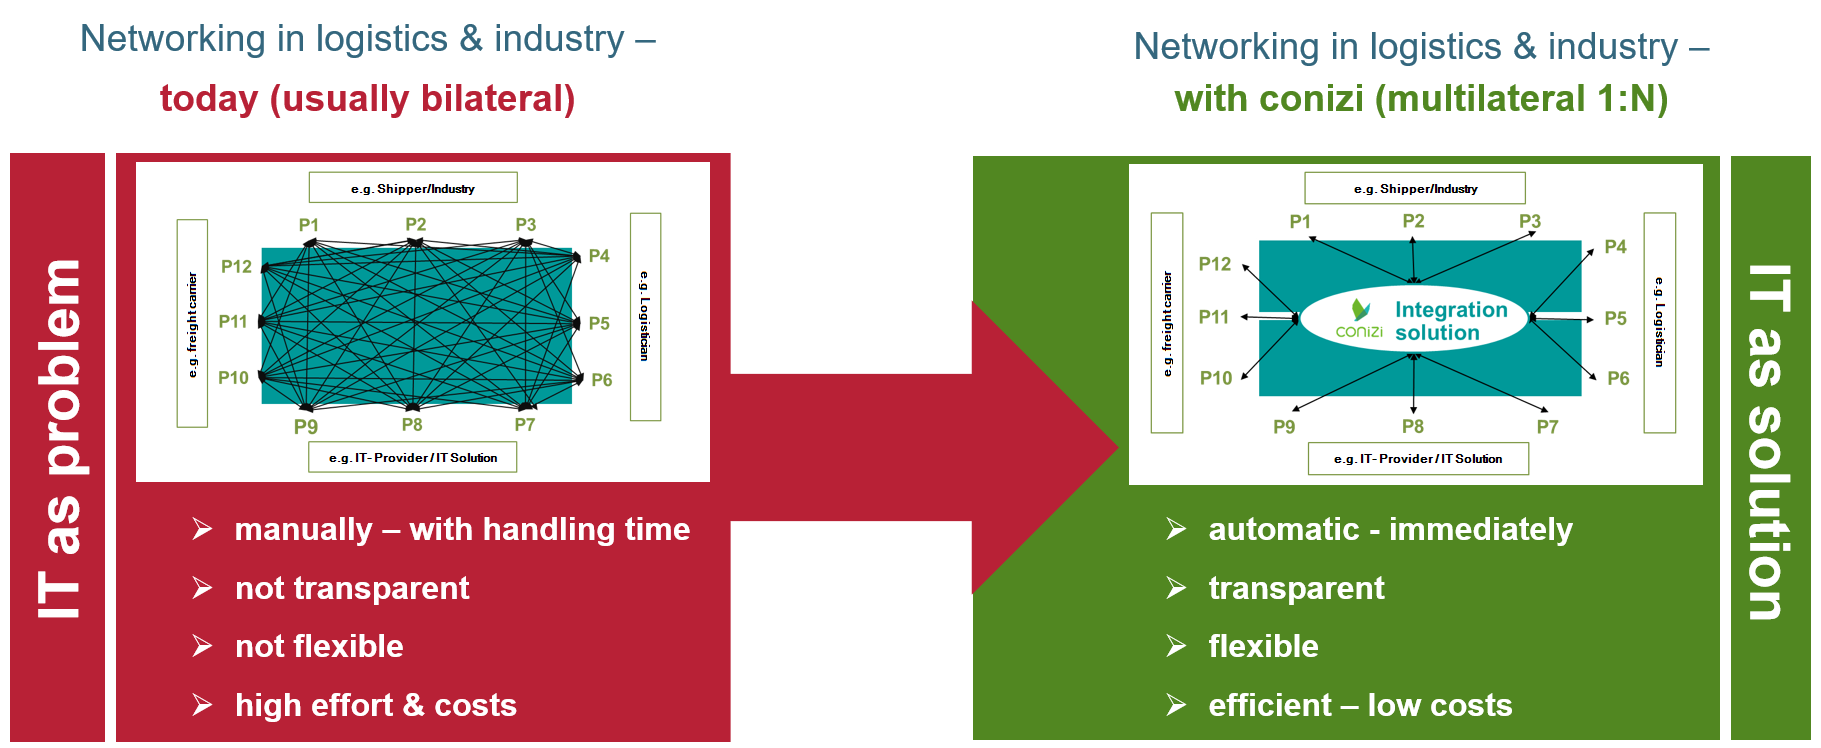 Networking in logistics & industry –
today (usually bilateral)
IT as problem
e.g. Shipper/Industry
P1 P2 P3
P12 P4
P11 P5
P10 P6
P9 P8 P7
e.g. freight carrier
e.g. Logistician
e.g. IT- Provider / IT Solution
➢ manually – with handling time
➢ not transparent
➢ not flexible
➢ high effort & costs
Networking in logistics & industry –
with conizi (multilateral 1:N)
e.g. Shipper/Industry
P1 P2 P3
P12 P4
P11 P5
P10 P6
P9 P8 P7
e.g. freight carrier
e.g. Logistician
conizi
Integration
solution
e.g. IT- Provider / IT Solution
➢ automatic - immediately
➢ transparent
➢ flexible
➢ efficient – low costs
IT as solution